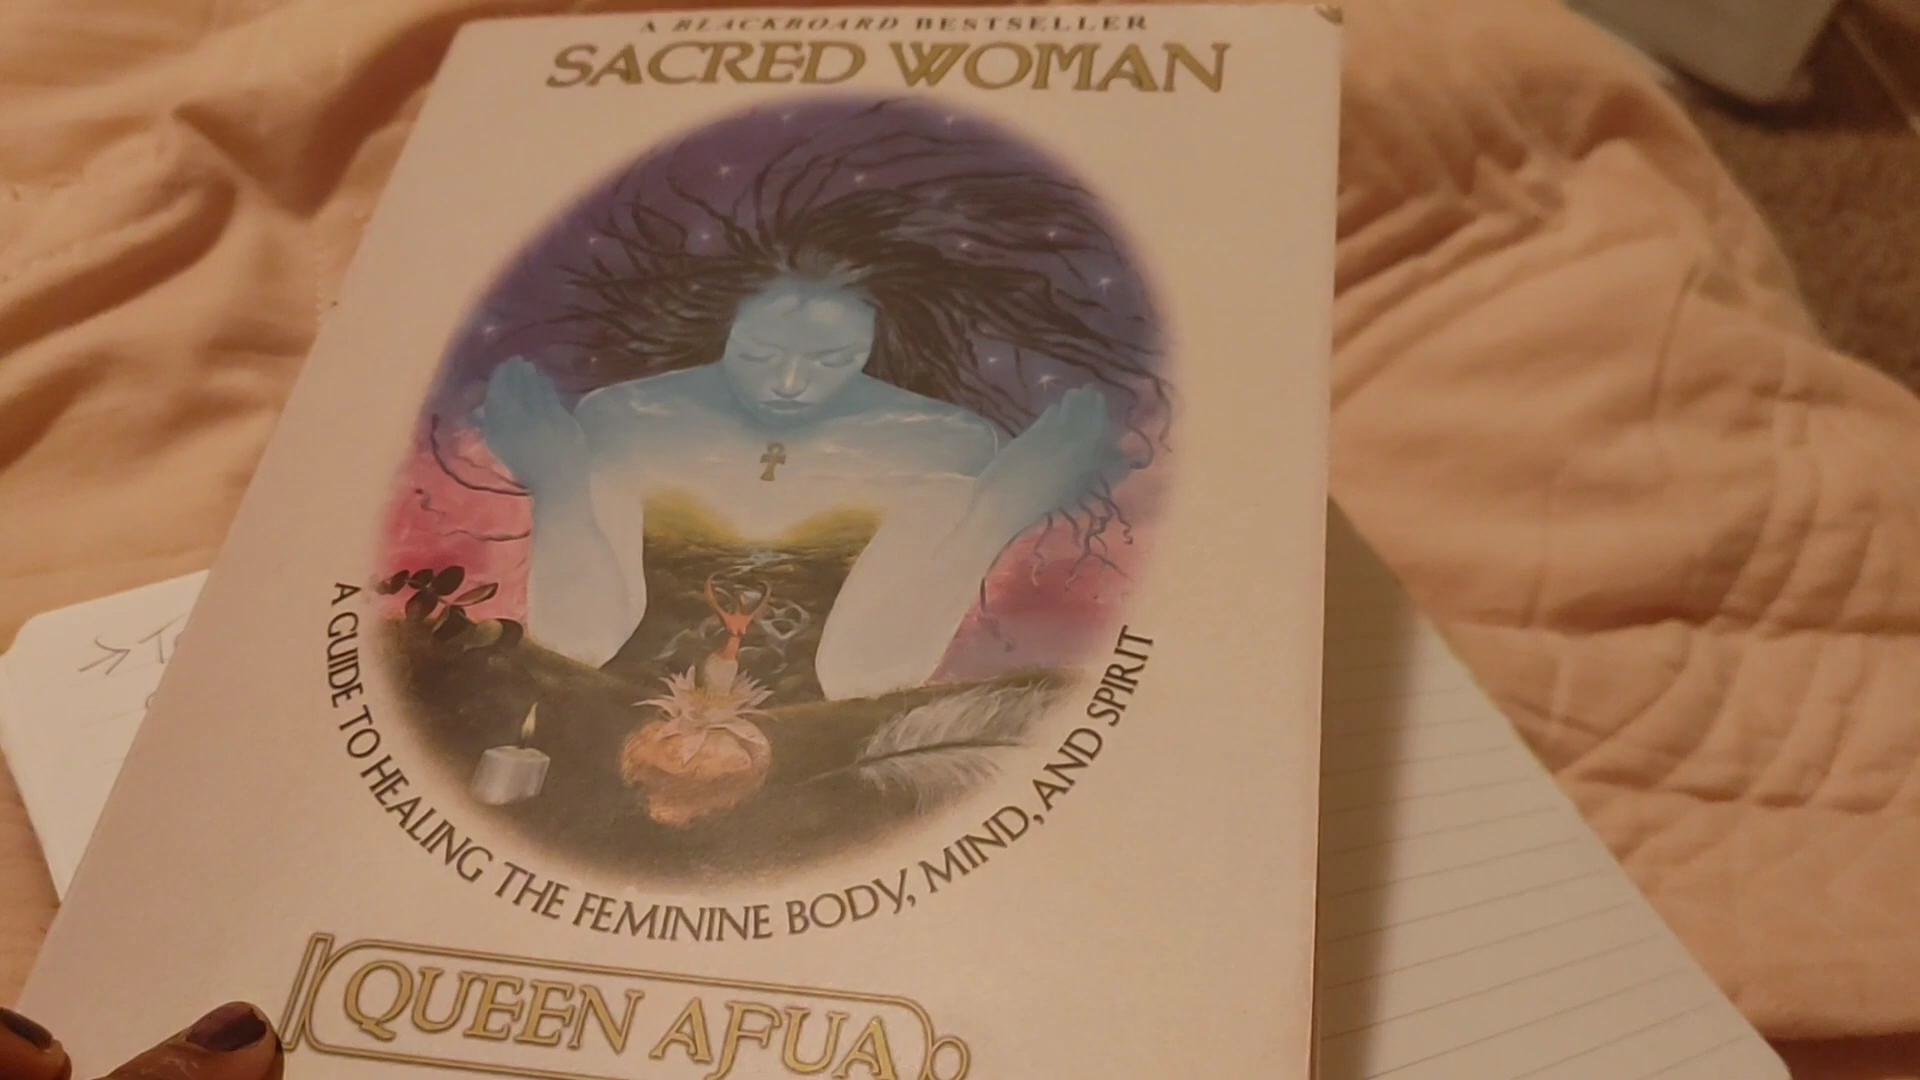 A BLACKBOARD BESTSELLER
SACRED WOMAN
A GUIDE TO HEALING THE FEMININE BODY, MIND, AND SPIRIT
QUEEN AFUA